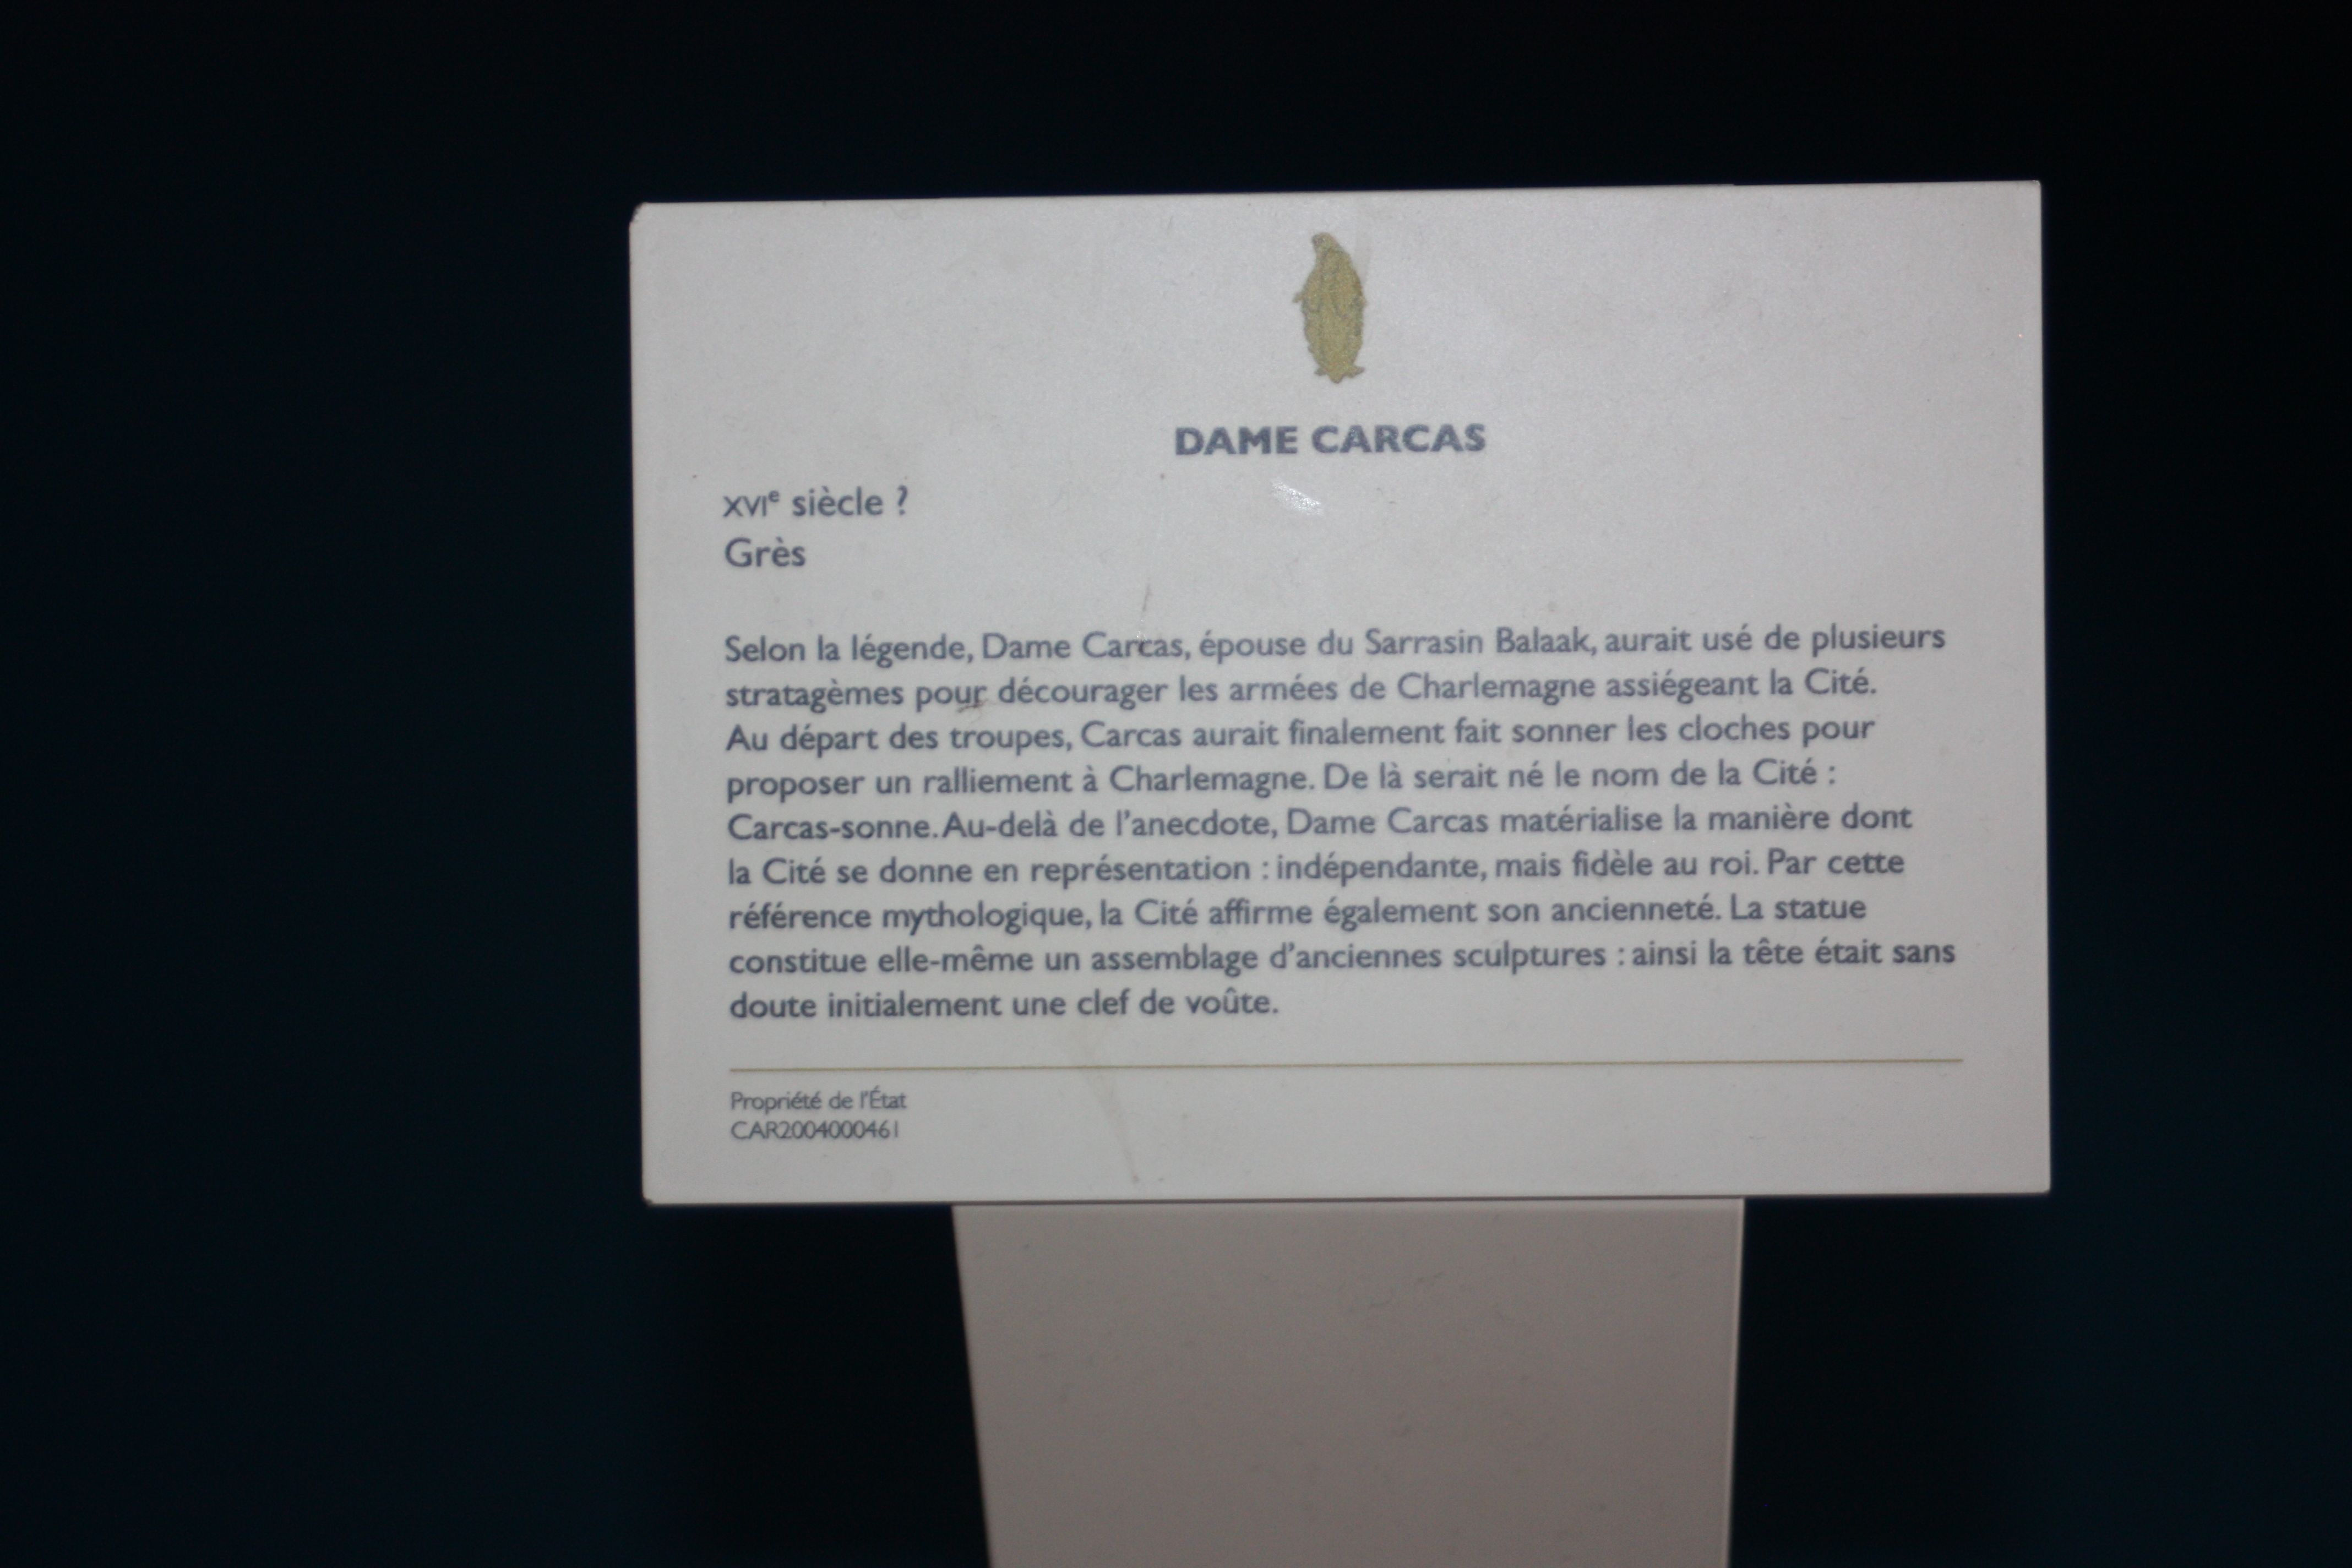 DAME CARCAS
XVIe siècle ?
Grès
Selon la légende, Dame Carcas, épouse du Sarrasin Balaak, aurait usé de plusieurs
stratagèmes pour décourager les armées de Charlemagne assiégeant la Cité.
Au départ des troupes, Carcas aurait finalement fait sonner les cloches pour
proposer un ralliement à Charlemagne. De là serait né le nom de la Cité :
Carcas-sonne. Au-delà de l'anecdote, Dame Carcas matérialise la manière dont
la Cité se donne en représentation : indépendante, mais fidèle au roi. Par cette
référence mythologique, la Cité affirme également son ancienneté. La statue
constitue elle-même un assemblage d'anciennes sculptures : ainsi la tête était sans
doute initialement une clef de voûte.
Propriété de l'État
CAR2004000461